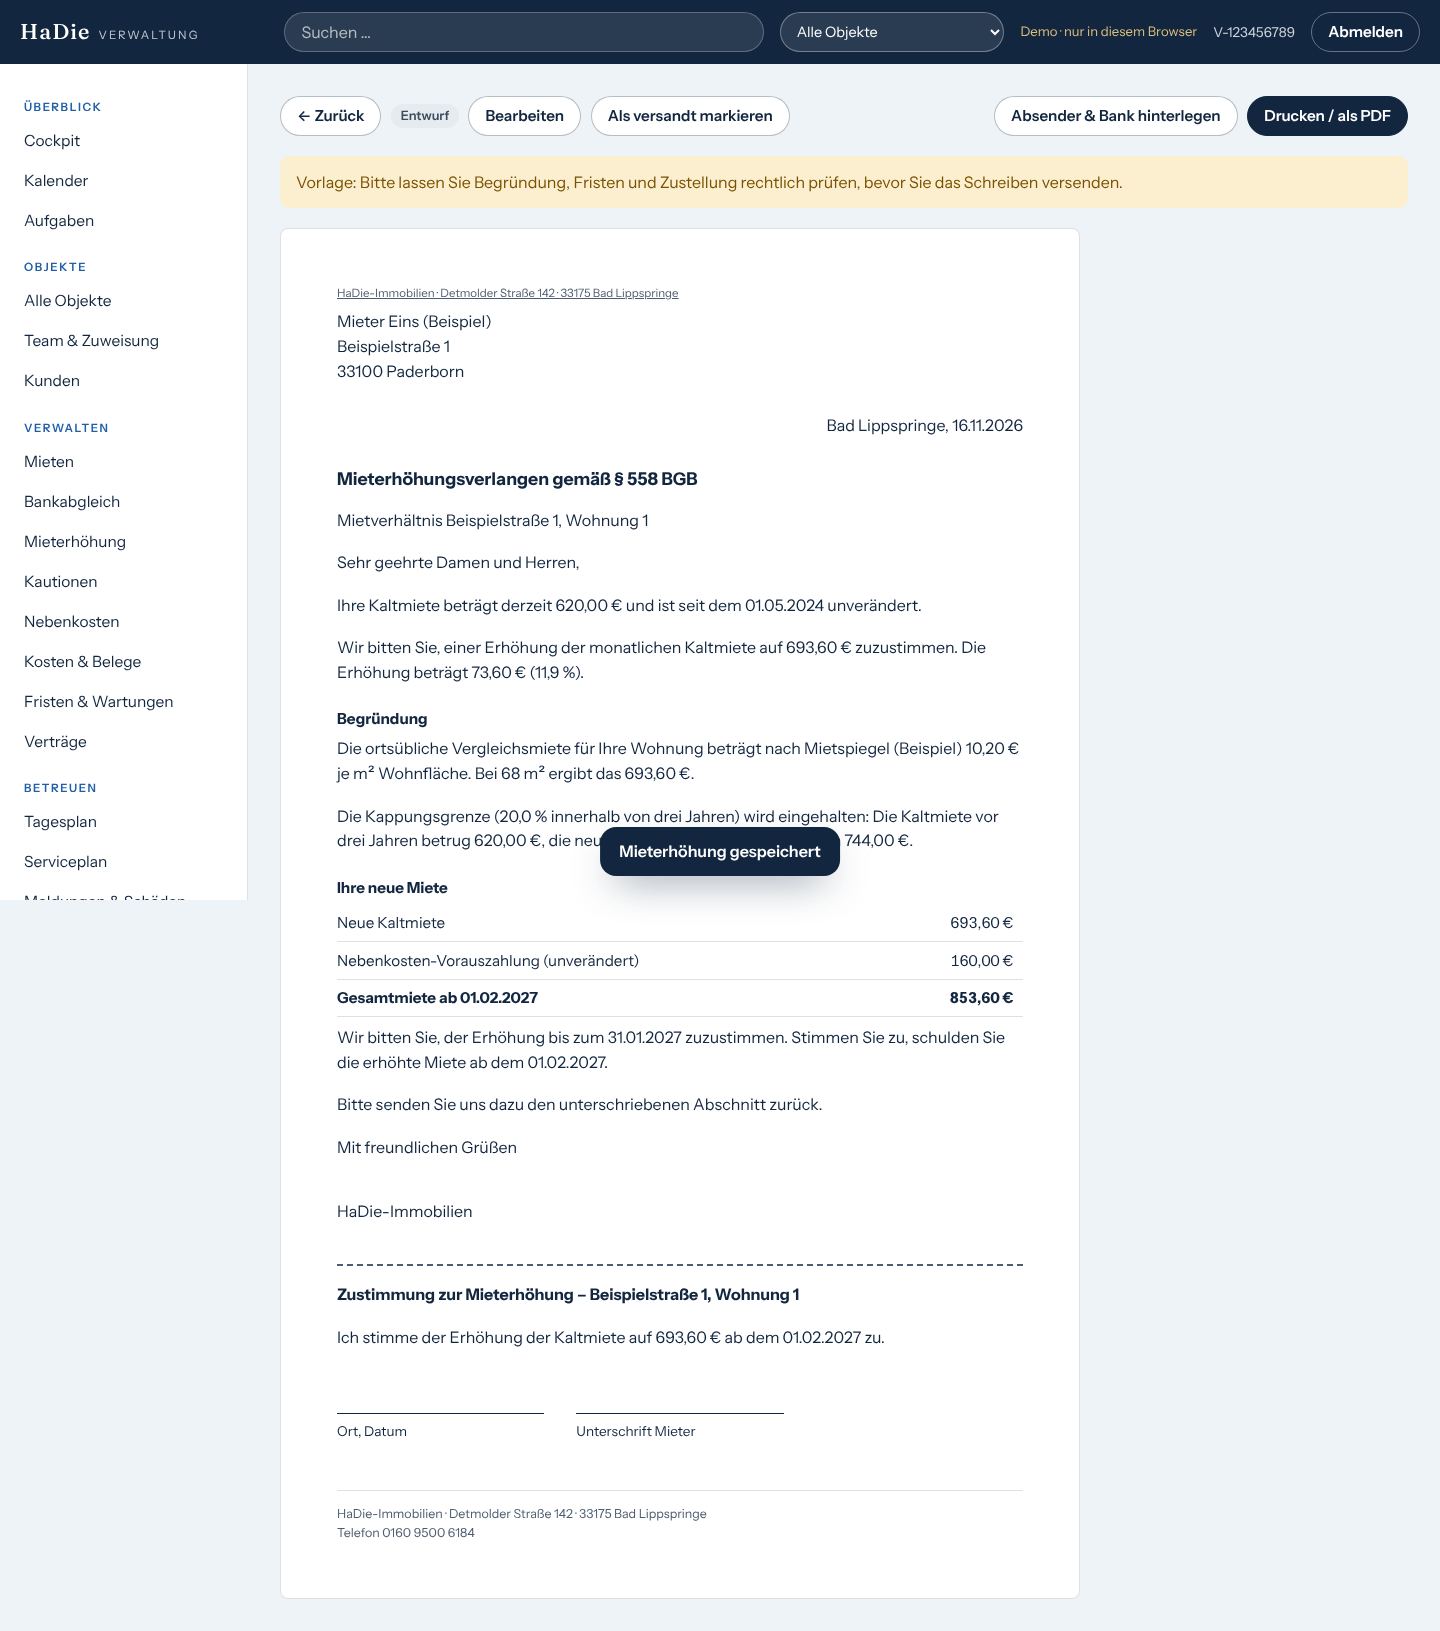 HaDie VERWALTUNG
Suchen ...
Alle Objekte
Demo · nur in diesem Browser
V-123456789
Abmelden
ÜBERBLICK
Cockpit
Kalender
Aufgaben
OBJEKTE
Alle Objekte
Team & Zuweisung
Kunden
VERWALTEN
Mieten
Bankabgleich
Mieterhöhung
Kautionen
Nebenkosten
Kosten & Belege
Fristen & Wartungen
Verträge
BETREUEN
Tagesplan
Serviceplan
Meldungen & Schäden
← Zurück
Entwurf
Bearbeiten
Als versandt markieren
Absender & Bank hinterlegen
Drucken / als PDF
Vorlage: Bitte lassen Sie Begründung, Fristen und Zustellung rechtlich prüfen, bevor Sie das Schreiben versenden.
HaDie-Immobilien · Detmolder Straße 142 · 33175 Bad Lippspringe
Mieter Eins (Beispiel)
Beispielstraße 1
33100 Paderborn
Bad Lippspringe, 16.11.2026
Mieterhöhungsverlangen gemäß § 558 BGB
Mietverhältnis Beispielstraße 1, Wohnung 1
Sehr geehrte Damen und Herren,
Ihre Kaltmiete beträgt derzeit 620,00 € und ist seit dem 01.05.2024 unverändert.
Wir bitten Sie, einer Erhöhung der monatlichen Kaltmiete auf 693,60 € zuzustimmen. Die
Erhöhung beträgt 73,60 € (11,9 %).
Begründung
Die ortsübliche Vergleichsmiete für Ihre Wohnung beträgt nach Mietspiegel (Beispiel) 10,20 €
je m² Wohnfläche. Bei 68 m² ergibt das 693,60 €.
Die Kappungsgrenze (20,0 % innerhalb von drei Jahren) wird eingehalten: Die Kaltmiete vor
drei Jahren betrug 620,00 €, die neu 744,00 €.
Mieterhöhung gespeichert
Ihre neue Miete
Neue Kaltmiete 693,60 €
Nebenkosten-Vorauszahlung (unverändert) 160,00 €
Gesamtmiete ab 01.02.2027 853,60 €
Wir bitten Sie, der Erhöhung bis zum 31.01.2027 zuzustimmen. Stimmen Sie zu, schulden Sie
die erhöhte Miete ab dem 01.02.2027.
Bitte senden Sie uns dazu den unterschriebenen Abschnitt zurück.
Mit freundlichen Grüßen
HaDie-Immobilien
Zustimmung zur Mieterhöhung – Beispielstraße 1, Wohnung 1
Ich stimme der Erhöhung der Kaltmiete auf 693,60 € ab dem 01.02.2027 zu.
Ort, Datum
Unterschrift Mieter
HaDie-Immobilien · Detmolder Straße 142 · 33175 Bad Lippspringe
Telefon 0160 9500 6184